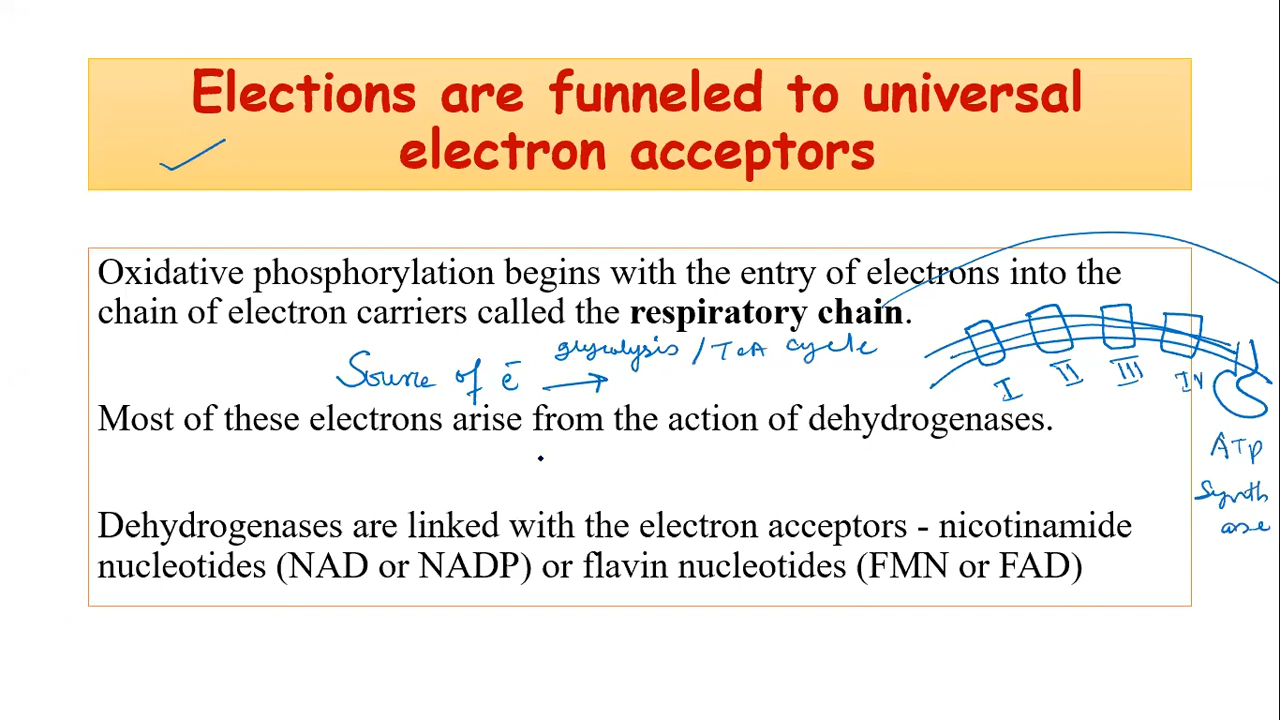 Elections are funneled to universal
electron acceptors
Oxidative phosphorylation begins with the entry of electrons into the
chain of electron carriers called the respiratory chain.
glycolysis / TCA cycle
Source of ē →
I II III IV
Most of these electrons arise from the action of dehydrogenases.
ATP
Synth
ase
Dehydrogenases are linked with the electron acceptors - nicotinamide
nucleotides (NAD or NADP) or flavin nucleotides (FMN or FAD)